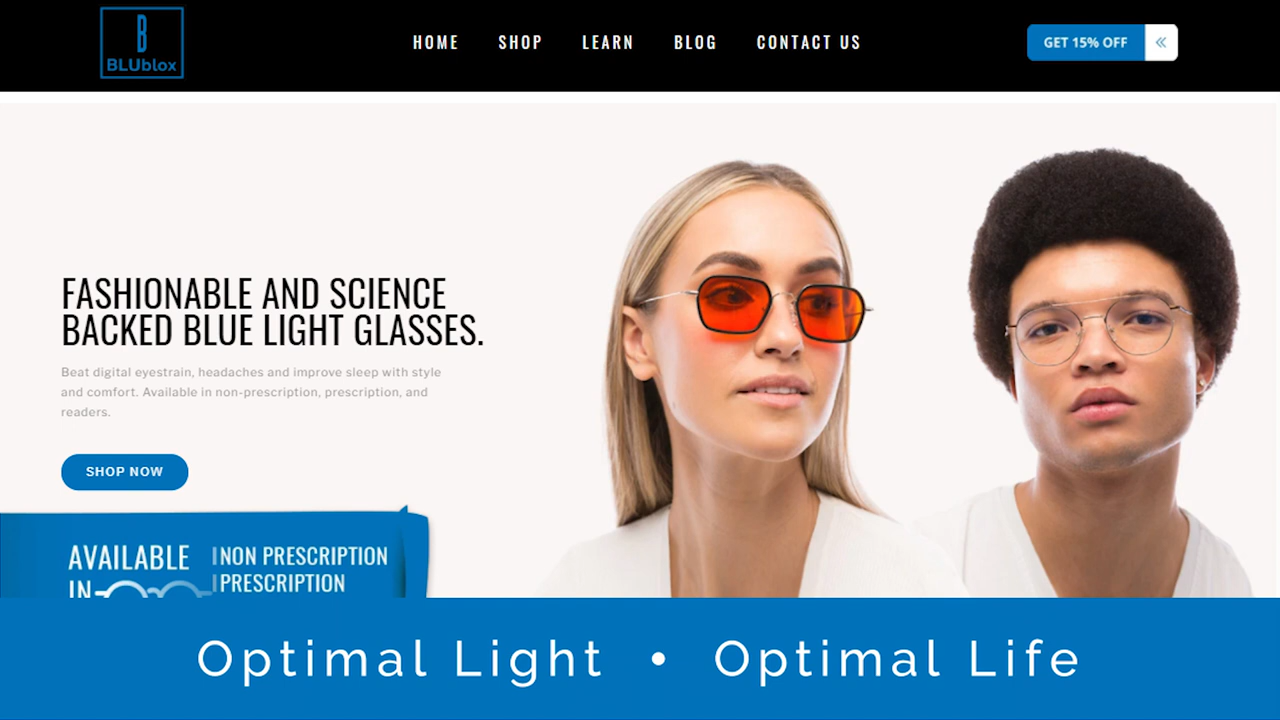 B
BLUblox
HOME SHOP LEARN BLOG CONTACT US
GET 15% OFF
FASHIONABLE AND SCIENCE
BACKED BLUE LIGHT GLASSES.
Beat digital eyestrain, headaches and improve sleep with style
and comfort. Available in non-prescription, prescription, and
readers.
SHOP NOW
AVAILABLE
IN
NON PRESCRIPTION
PRESCRIPTION
Optimal Light • Optimal Life